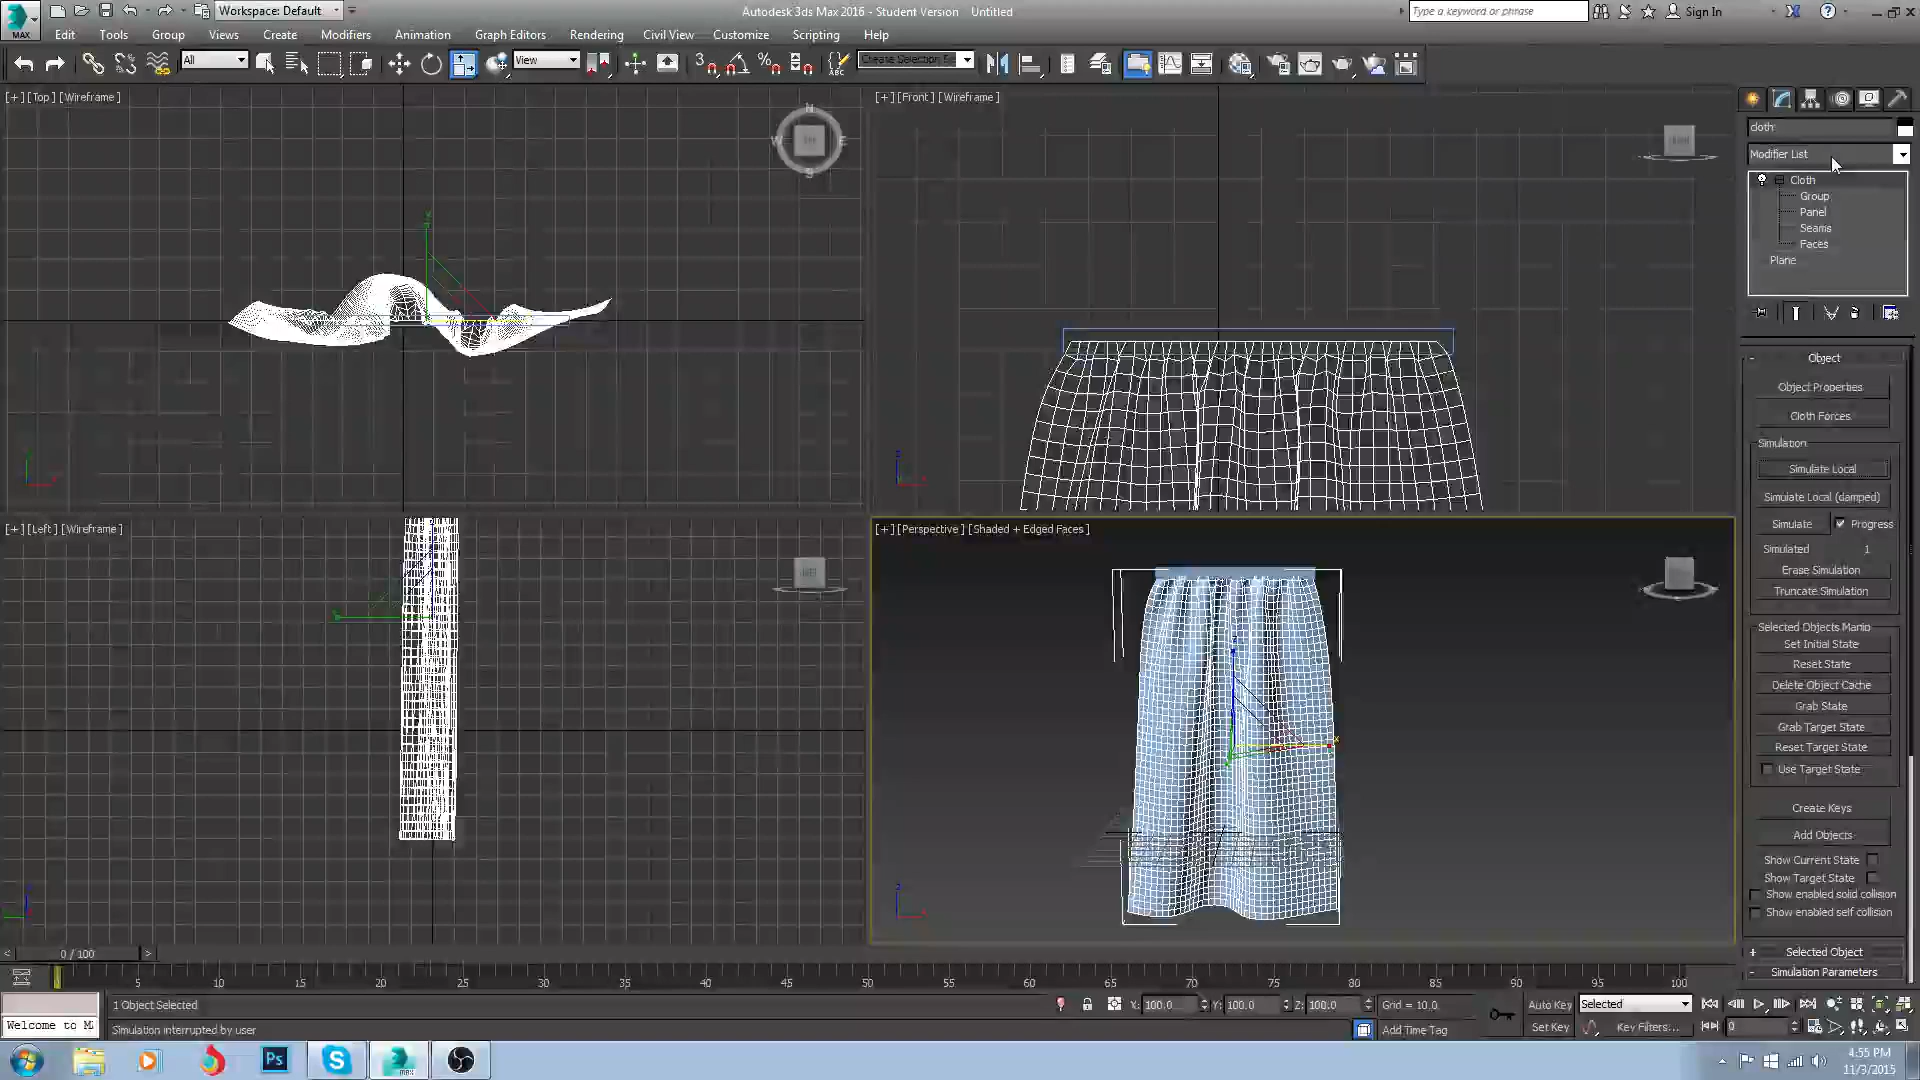 MAX
Workspace: Default
Autodesk 3ds Max 2016 - Student Version Untitled
Type a keyword or phrase
Sign In
Edit Tools Group Views Create Modifiers Animation Graph Editors Rendering Civil View Customize Scripting Help
All
View
3
ABC
Create Selection Se
[+] [Top] [Wireframe]
N
W
E
S
[+] [Front] [Wireframe]
cloth
Modifier List
Cloth
Group
Panel
Seams
Faces
Plane
- Object
Object Properties
Cloth Forces
Simulation
Simulate Local
Simulate Local (damped)
Simulate Progress
Simulated 1
Erase Simulation
Truncate Simulation
Selected Objects Manip
Set Initial State
Reset State
Delete Object Cache
Grab State
Grab Target State
Reset Target State
Use Target State
Create Keys
Add Objects
Show Current State
Show Target State
Show enabled solid collision
Show enabled self collision
+ Selected Object
- Simulation Parameters
[+] [Left] [Wireframe]
[+] [Perspective] [Shaded + Edged Faces]
< 0 / 100 >
5 10 15 20 25 30 35 40 45 50 55 60 65 70 75 80 85 90 95 100
1 Object Selected
100.0 Y: 100.0 Z: 100.0 Grid = 10.0
Auto Key Selected
Welcome to M
Simulation interrupted by user
Add Time Tag
Set Key Key Filters...
0
Ps
S
MAX
4:55 PM
11/3/2015